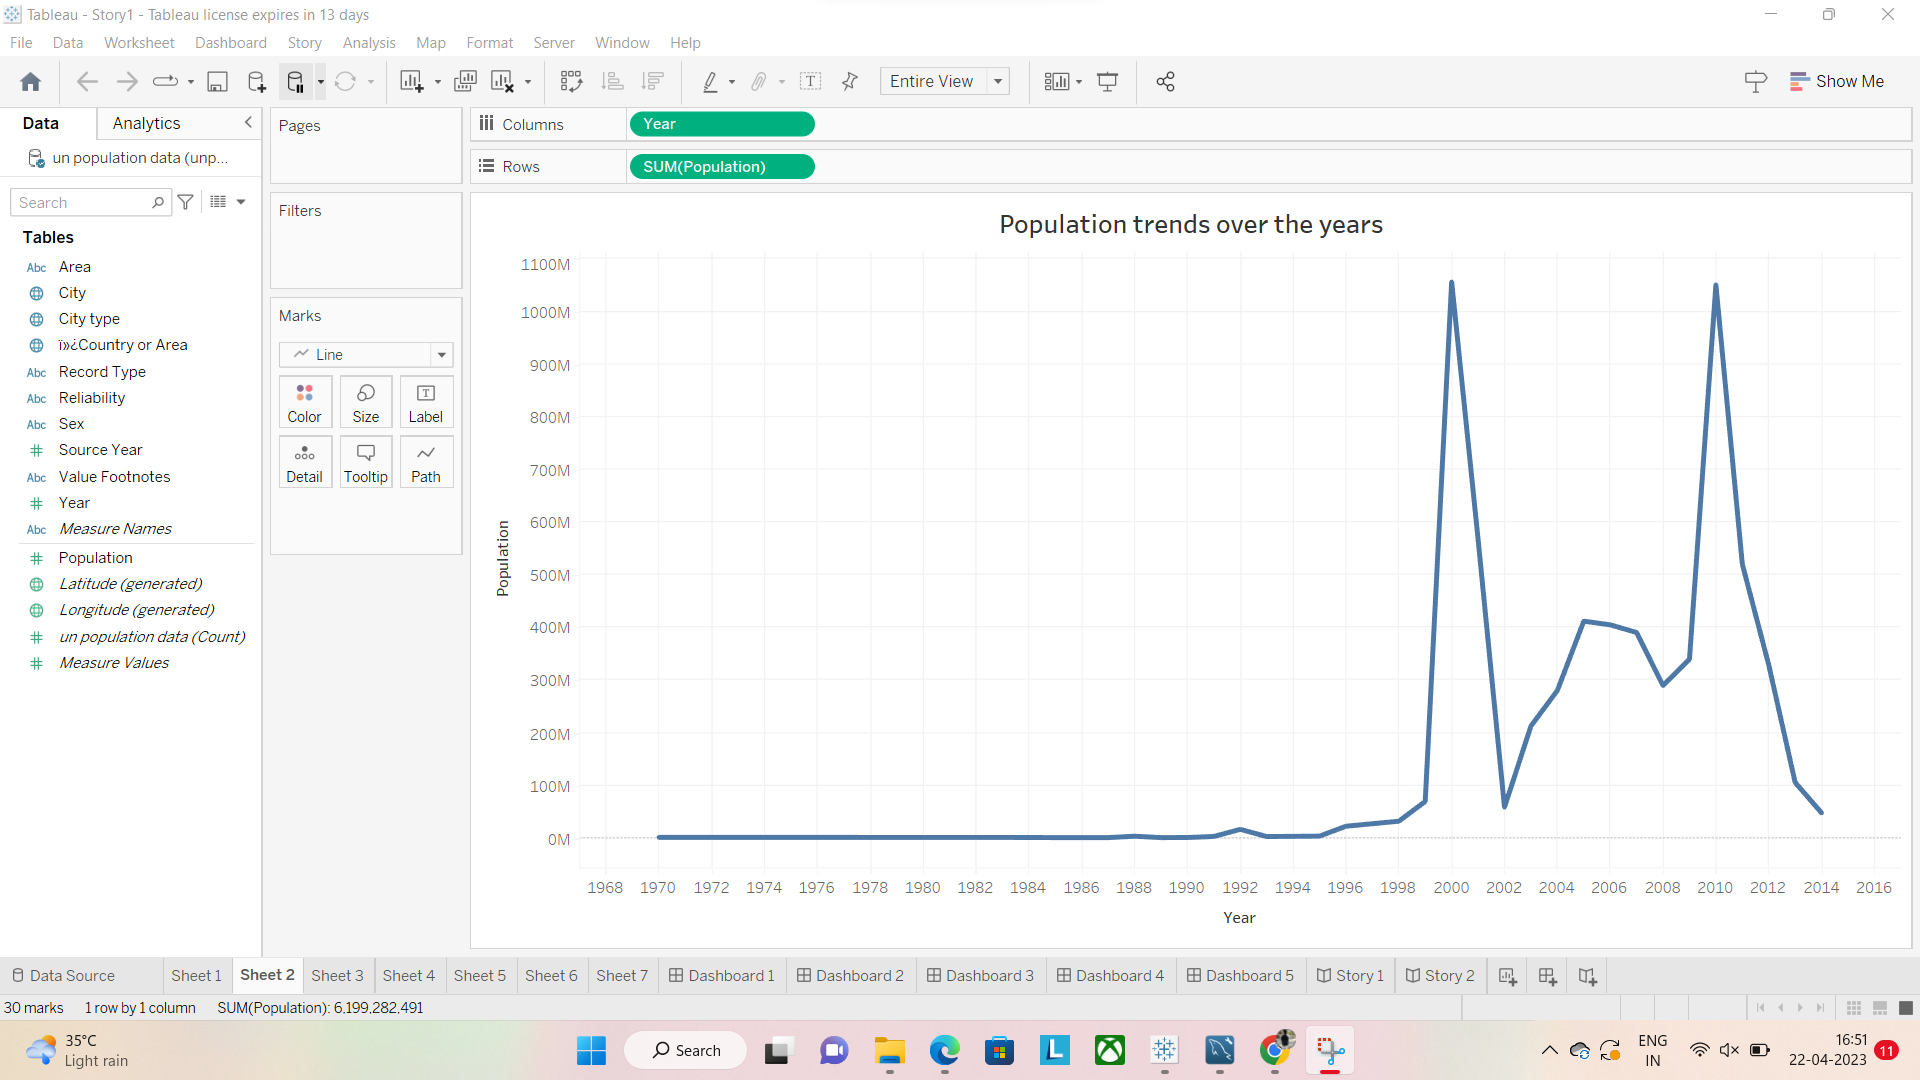 Tableau - Story1 - Tableau license expires in 13 days
File Data Worksheet Dashboard Story Analysis Map Format Server Window Help
Entire View
Show Me
Data Analytics
un population data (unp...
Search
Tables
Abc Area
City
City type
ï»¿Country or Area
Abc Record Type
Abc Reliability
Abc Sex
# Source Year
Abc Value Footnotes
# Year
Abc Measure Names
# Population
Latitude (generated)
Longitude (generated)
# un population data (Count)
# Measure Values
Pages
Filters
Marks
Line
Color Size Label
Detail Tooltip Path
Columns Year
Rows SUM(Population)
Population trends over the years
1100M
1000M
900M
800M
700M
600M
500M
400M
300M
200M
100M
0M
Population
1968 1970 1972 1974 1976 1978 1980 1982 1984 1986 1988 1990 1992 1994 1996 1998 2000 2002 2004 2006 2008 2010 2012 2014 2016
Year
Data Source Sheet 1 Sheet 2 Sheet 3 Sheet 4 Sheet 5 Sheet 6 Sheet 7 Dashboard 1 Dashboard 2 Dashboard 3 Dashboard 4 Dashboard 5 Story 1 Story 2
30 marks 1 row by 1 column SUM(Population): 6,199,282,491
35°C
Light rain
Search
L
ENG
IN
16:51
22-04-2023
11